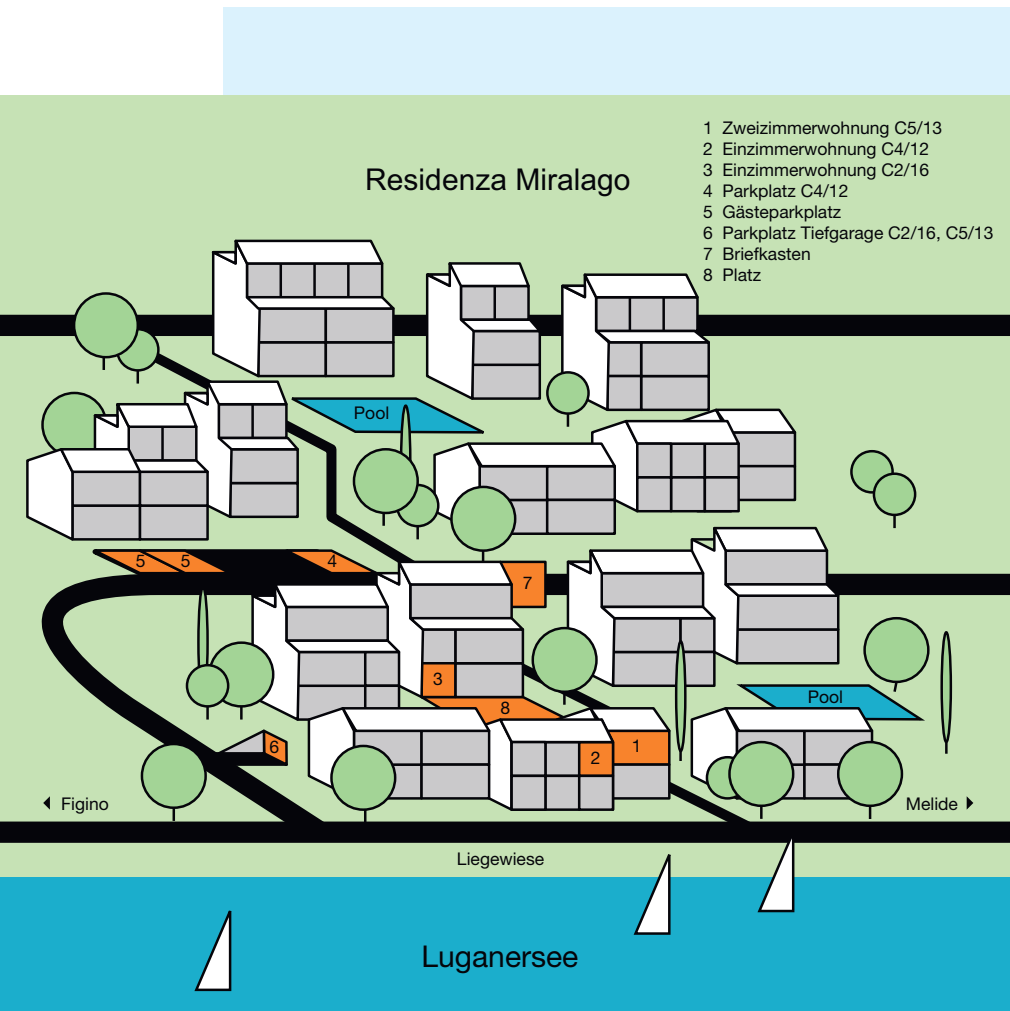 Residenza Miralago
1 Zweizimmerwohnung C5/13
2 Einzimmerwohnung C4/12
3 Einzimmerwohnung C2/16
4 Parkplatz C4/12
5 Gästeparkplatz
6 Parkplatz Tiefgarage C2/16, C5/13
7 Briefkasten
8 Platz
Pool
5 5 4
7
3
8
Pool
6
2
1
Figino
Melide
Liegewiese
Luganersee